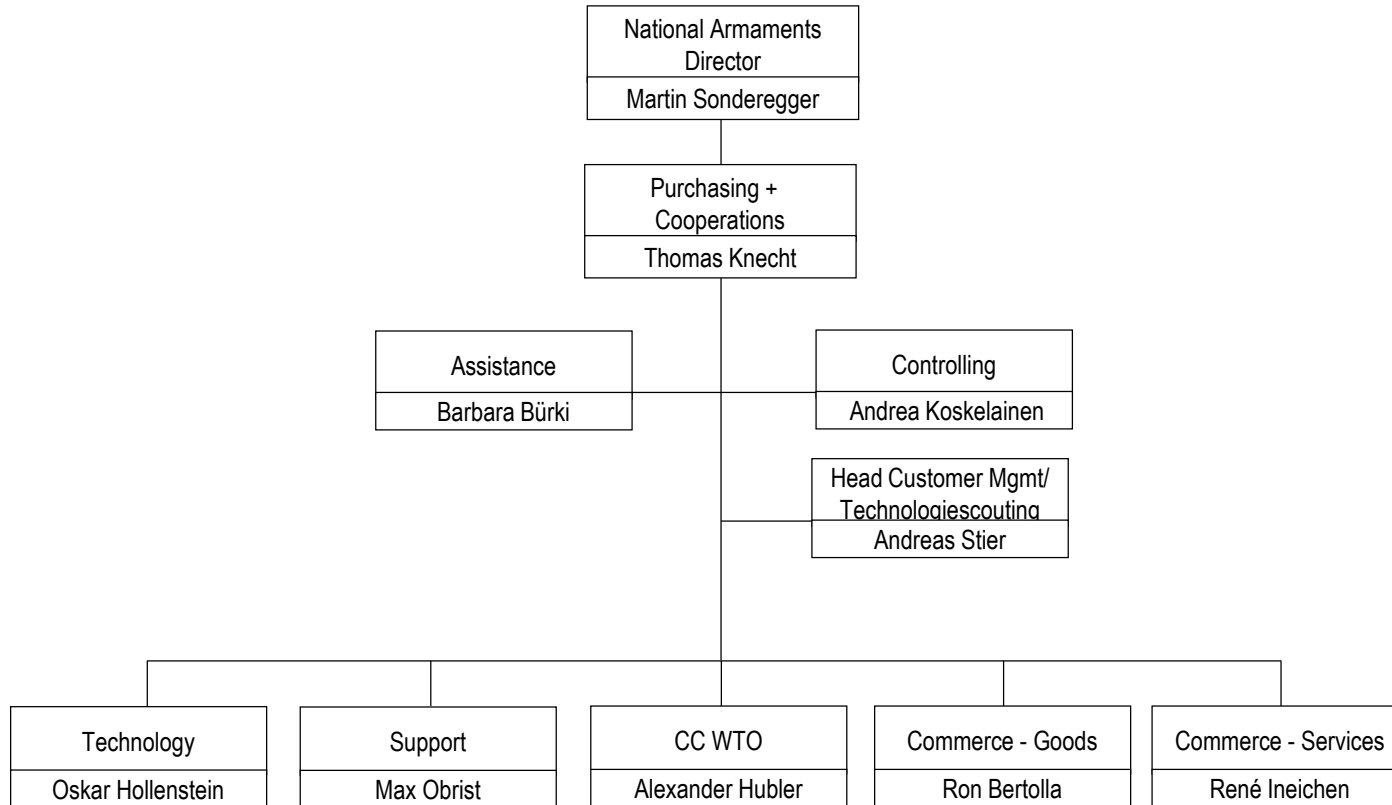 National Armaments
Director
Martin Sonderegger
Purchasing +
Cooperations
Thomas Knecht
Assistance
Barbara Bürki
Controlling
Andrea Koskelainen
Head Customer Mgmt/
Technologiescouting
Andreas Stier
Technology
Oskar Hollenstein
Support
Max Obrist
CC WTO
Alexander Hubler
Commerce - Goods
Ron Bertolla
Commerce - Services
René Ineichen